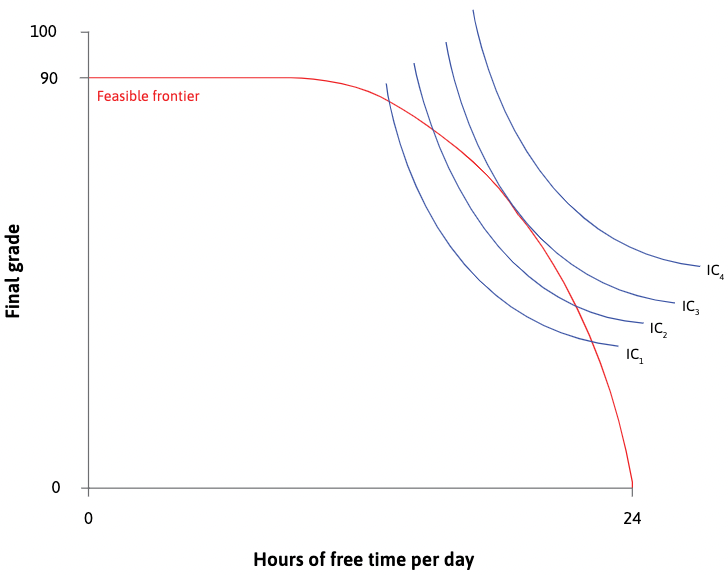 100
90
Feasible frontier
Final grade
IC4
IC3
IC2
IC1
0
0
24
Hours of free time per day